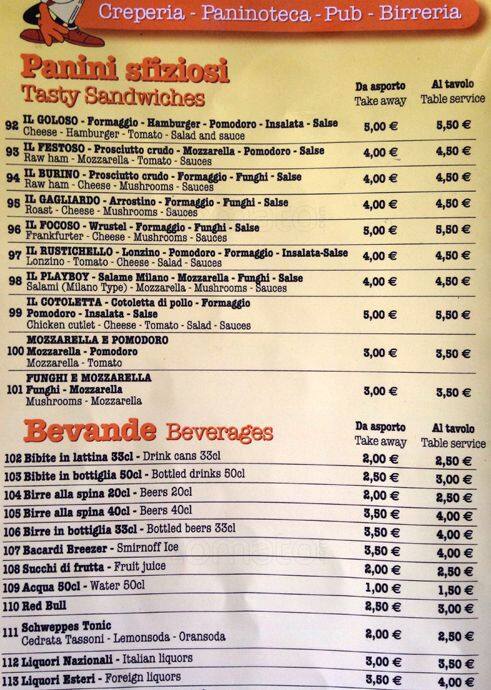 Creperia - Paninoteca - Pub - Birreria
Panini sfiziosi
Tasty Sandwiches
Da asporto Al tavolo
Take away Table service
92 IL GOLOSO - Formaggio - Hamburger - Pomodoro - Insalata - Salse 5,00 € 5,50 €
Cheese - Hamburger - Tomato - Salad and sauce
93 IL FESTOSO - Prosciutto crudo - Mozzarella - Pomodoro - Salse 4,00 € 4,50 €
Raw ham - Mozzarella - Tomato - Sauces
94 IL BURINO - Prosciutto crudo - Formaggio - Funghi - Salse 4,00 € 4,50 €
Raw ham - Cheese - Mushrooms - Sauces
95 IL GAGLIARDO - Arrostino - Formaggio - Funghi - Salse 4,00 € 4,50 €
Roast - Cheese - Mushrooms - Sauces
96 IL FOCOSO - Wrustel - Formaggio - Funghi - Salse 5,00 € 5,50 €
Frankfurter - Cheese - Mushrooms - Sauces
97 IL RUSTICHELLO - Lonzino - Pomodoro - Formaggio - Insalata-Salse 4,00 € 4,50 €
Lonzino - Tomato - Cheese - Salad - Sauces
98 IL PLAYBOY - Salame Milano - Mozzarella - Funghi - Salse 4,00 € 4,50 €
Salami (Milano Type) - Mozzarella - Mushrooms - Sauces
IL COTOLETTA - Cotoletta di pollo - Formaggio
99 Pomodoro - Insalata - Salse 5,00 € 5,50 €
Chicken cutlet - Cheese - Tomato - Salad - Sauces
MOZZARELLA E POMODORO
100 Mozzarella - Pomodoro 3,00 € 3,50 €
Mozzarella - Tomato
FUNGHI E MOZZARELLA
101 Funghi - Mozzarella 3,00 € 3,50 €
Mushrooms - Mozzarella
Bevande Beverages
Da asporto Al tavolo
Take away Table service
102 Bibite in lattina 33cl - Drink cans 33cl 2,00 € 2,50 €
103 Bibite in bottiglia 50cl - Bottled drinks 50cl 2,50 € 3,00 €
104 Birre alla spina 20cl - Beers 20cl 2,00 € 2,50 €
105 Birre alla spina 40cl - Beers 40cl 3,50 € 4,00 €
106 Birre in bottiglia 33cl - Bottled beers 33cl 3,50 € 4,00 €
107 Bacardi Breezer - Smirnoff Ice 3,50 € 4,00 €
108 Succhi di frutta - Fruit juice 2,00 € 2,50 €
109 Acqua 50cl - Water 50cl 1,00 € 1,50 €
110 Red Bull 2,50 € 3,00 €
111 Schweppes Tonic 2,00 € 2,50 €
Cedrata Tassoni - Lemonsoda - Oransoda
112 Liquori Nazionali - Italian liquors 3,00 € 3,50 €
113 Liquori Esteri - Foreign liquors 3,50 € 4,00 €